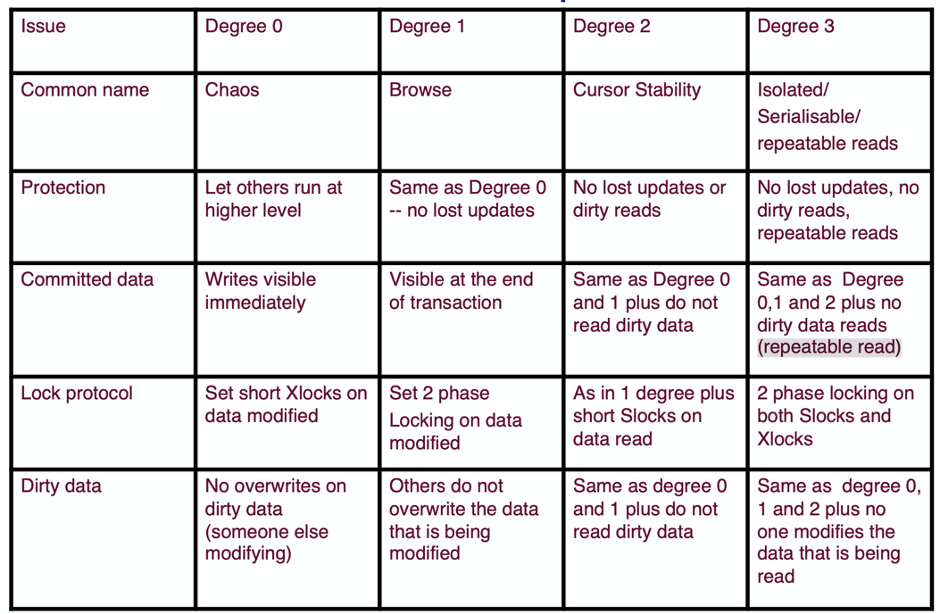 Issue
Degree 0
Degree 1
Degree 2
Degree 3
Common name
Chaos
Browse
Cursor Stability
Isolated/
Serialisable/
repeatable reads
Protection
Let others run at
higher level
Same as Degree 0
-- no lost updates
No lost updates or
dirty reads
No lost updates, no
dirty reads,
repeatable reads
Committed data
Writes visible
immediately
Visible at the end
of transaction
Same as Degree 0
and 1 plus do not
read dirty data
Same as Degree
0,1 and 2 plus no
dirty data reads
(repeatable read)
Lock protocol
Set short Xlocks on
data modified
Set 2 phase
Locking on data
modified
As in 1 degree plus
short Slocks on
data read
2 phase locking on
both Slocks and
Xlocks
Dirty data
No overwrites on
dirty data
(someone else
modifying)
Others do not
overwrite the data
that is being
modified
Same as degree 0
and 1 plus do not
read dirty data
Same as degree 0,
1 and 2 plus no
one modifies the
data that is being
read